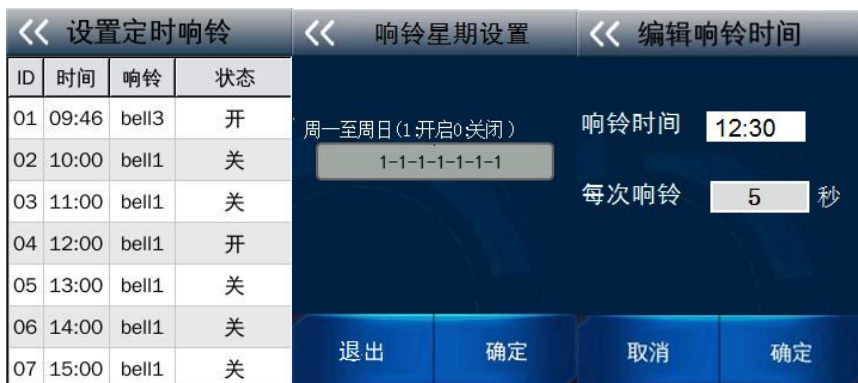 设置定时响铃
ID 时间 响铃 状态
01 09:46 bell3 开
02 10:00 bell1 关
03 11:00 bell1 关
04 12:00 bell1 开
05 13:00 bell1 关
06 14:00 bell1 关
07 15:00 bell1 关
响铃星期设置
周一至周日(1:开启0:关闭)
1-1-1-1-1-1-1
退出 确定
编辑响铃时间
响铃时间 12:30
每次响铃 5 秒
取消 确定